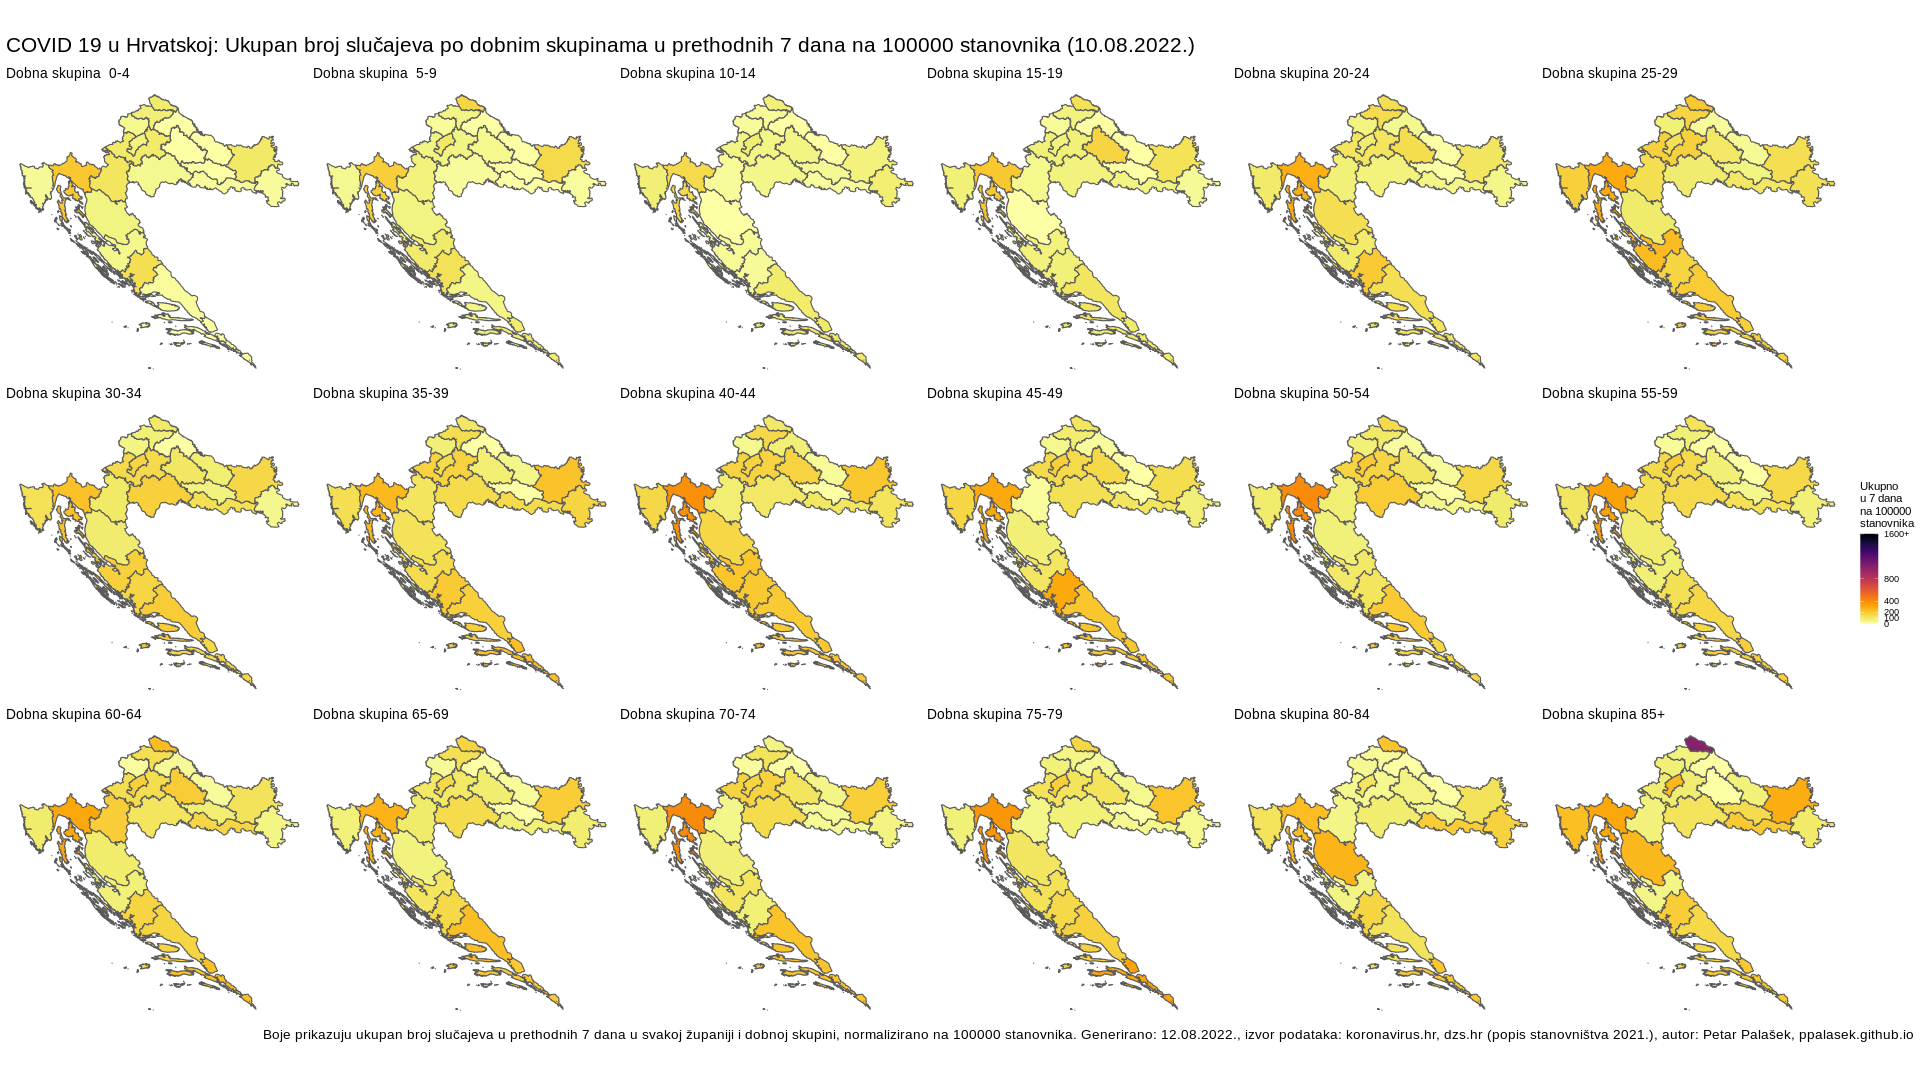 COVID 19 u Hrvatskoj: Ukupan broj slučajeva po dobnim skupinama u prethodnih 7 dana na 100000 stanovnika (10.08.2022.)
Dobna skupina  0-4
Dobna skupina  5-9
Dobna skupina 10-14
Dobna skupina 15-19
Dobna skupina 20-24
Dobna skupina 25-29
Dobna skupina 30-34
Dobna skupina 35-39
Dobna skupina 40-44
Dobna skupina 45-49
Dobna skupina 50-54
Dobna skupina 55-59
Ukupno
u 7 dana
na 100000
stanovnika
1600+
800
400
200
100
0
Dobna skupina 60-64
Dobna skupina 65-69
Dobna skupina 70-74
Dobna skupina 75-79
Dobna skupina 80-84
Dobna skupina 85+
Boje prikazuju ukupan broj slučajeva u prethodnih 7 dana u svakoj županiji i dobnoj skupini, normalizirano na 100000 stanovnika. Generirano: 12.08.2022., izvor podataka: koronavirus.hr, dzs.hr (popis stanovništva 2021.), autor: Petar Palašek, ppalasek.github.io